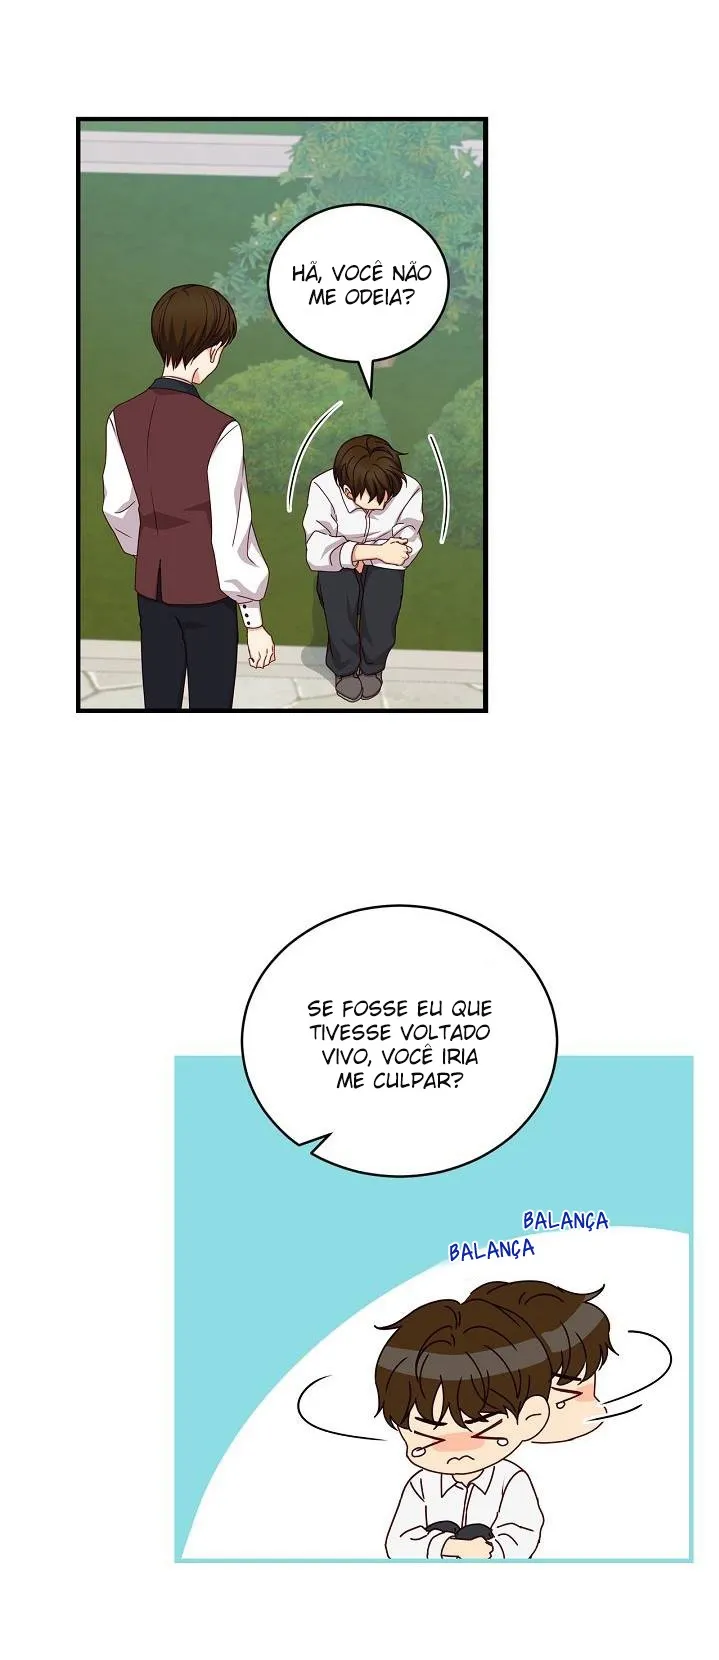 HÃ, VOCÊ NÃO
ME ODEIA?
SE FOSSE EU QUE
TIVESSE VOLTADO
VIVO, VOCÊ IRIA
ME CULPAR?
BALANÇA
BALANÇA